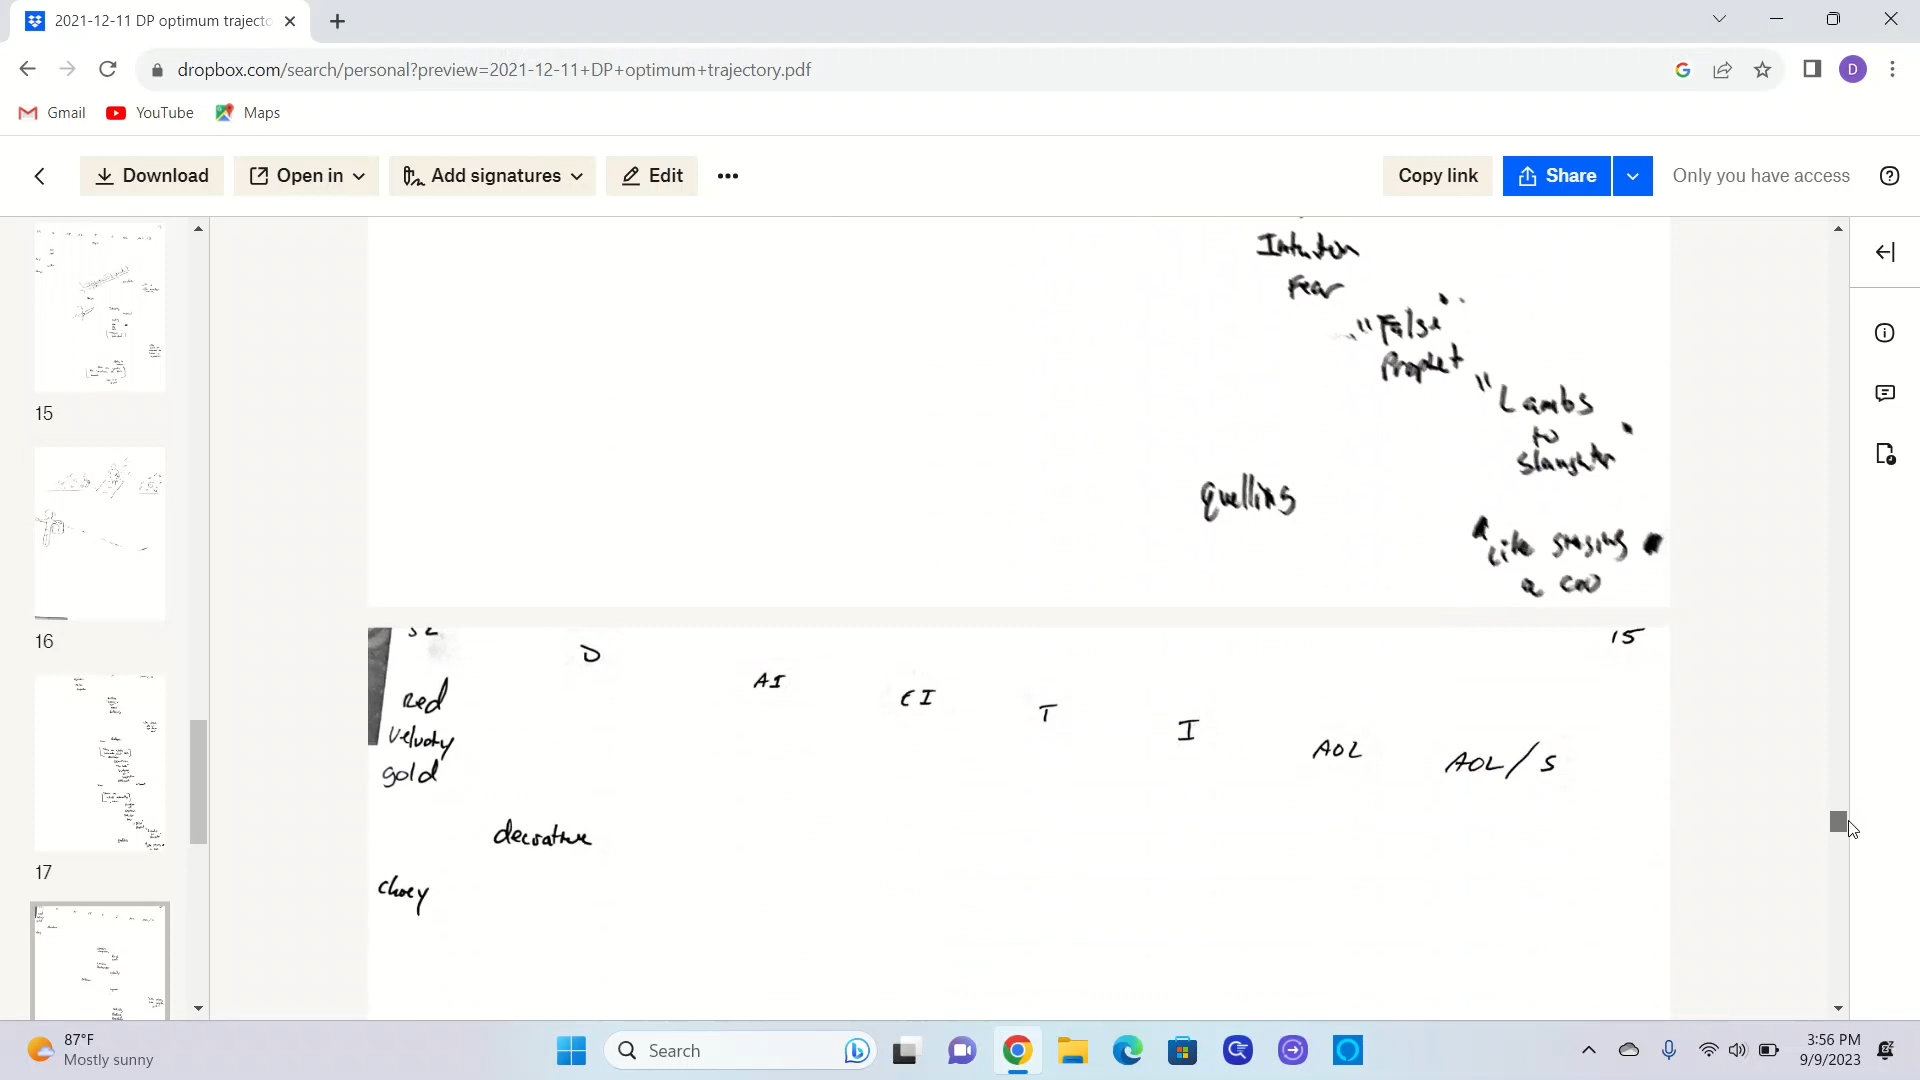 2021-12-11 DP optimum trajecto
dropbox.com/search/personal?preview=2021-12-11+DP+optimum+trajectory.pdf
D
Gmail
YouTube
Maps
Download
Open in
Add signatures
Edit
Copy link
Share
Only you have access
15
16
17
Intuition
Fear
"False"
Prophet
"Lambs
to
slaughter"
quelling
a co
D
AI
EI
T
I
AOL
AOL/S
15
Red
velvety
gold
decorative
87°F
Mostly sunny
Search
3:56 PM
9/9/2023